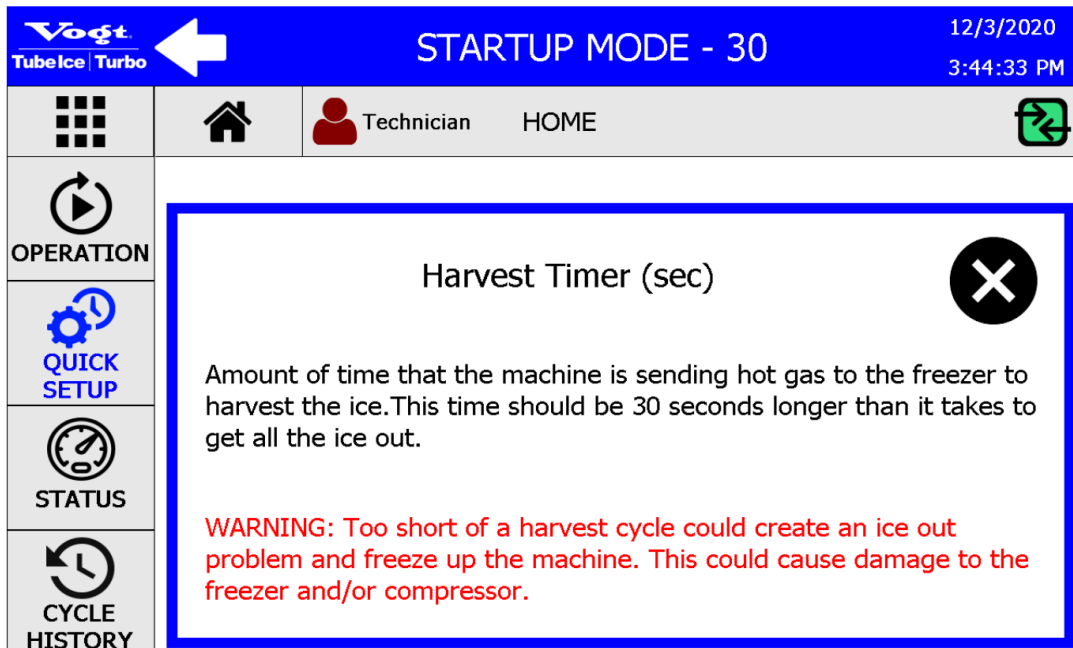 Vogt
Tube Ice | Turbo
STARTUP MODE - 30
12/3/2020
3:44:33 PM
Technician
HOME
OPERATION
QUICK
SETUP
STATUS
CYCLE
HISTORY
Harvest Timer (sec)
Amount of time that the machine is sending hot gas to the freezer to
harvest the ice.This time should be 30 seconds longer than it takes to
get all the ice out.
WARNING: Too short of a harvest cycle could create an ice out
problem and freeze up the machine. This could cause damage to the
freezer and/or compressor.